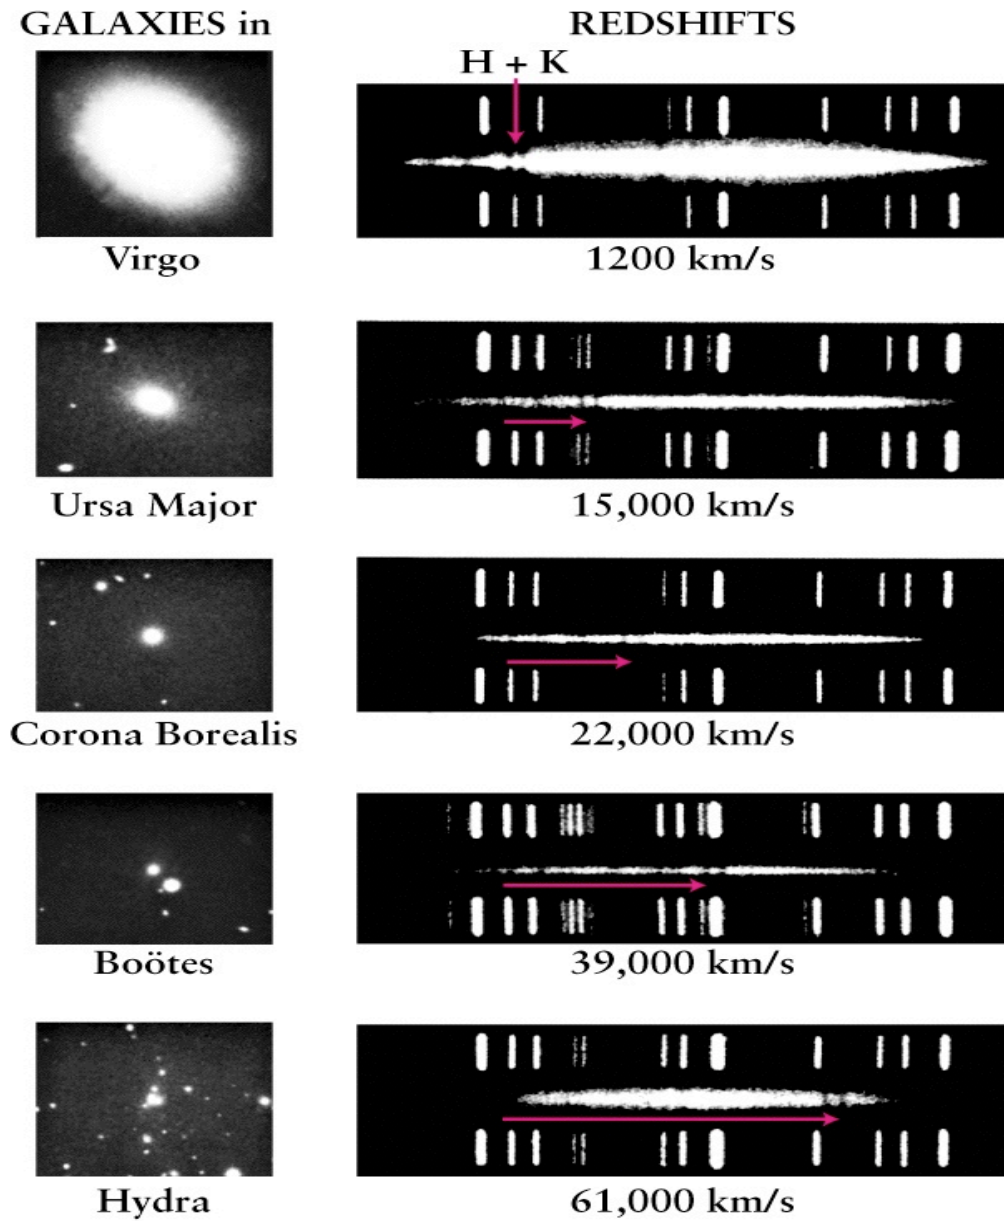 GALAXIES in REDSHIFTS
H + K
Virgo 1200 km/s
Ursa Major 15,000 km/s
Corona Borealis 22,000 km/s
Boötes 39,000 km/s
Hydra 61,000 km/s